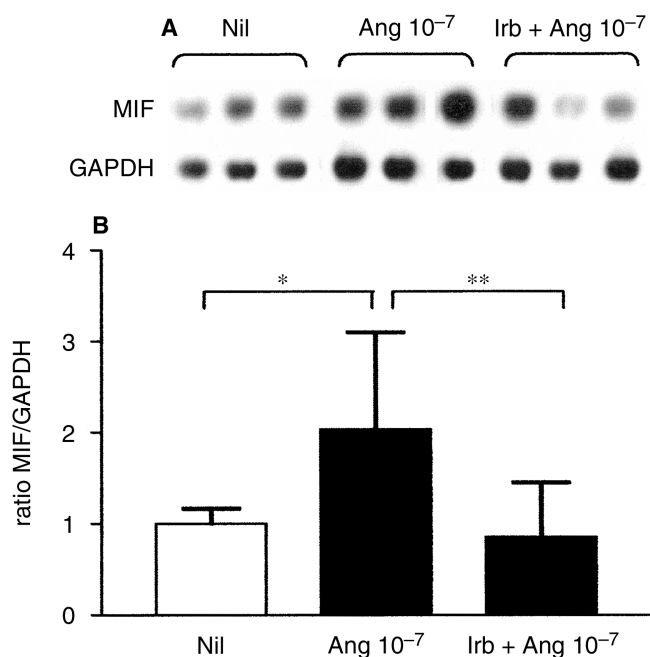 A Nil Ang 10⁻⁷ Irb + Ang 10⁻⁷
MIF
GAPDH
B
4
* **
3
2
1
0
ratio MIF/GAPDH
Nil Ang 10⁻⁷ Irb + Ang 10⁻⁷